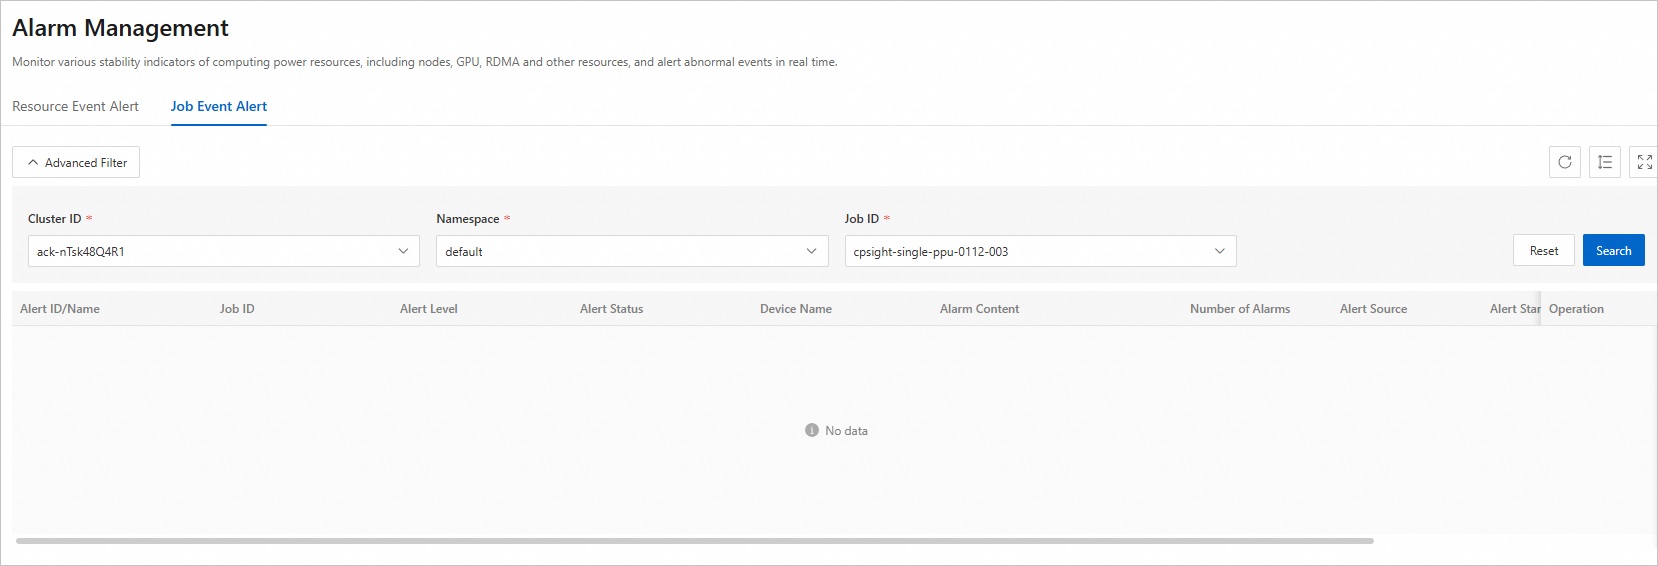 Alarm Management
Monitor various stability indicators of computing power resources, including nodes, GPU, RDMA and other resources, and alert abnormal events in real time.
Resource Event Alert Job Event Alert
Advanced Filter
Cluster ID * Namespace * Job ID *
ack-nTsk48Q4R1 default cpsight-single-ppu-0112-003 Reset Search
Alert ID/Name Job ID Alert Level Alert Status Device Name Alarm Content Number of Alarms Alert Source Alert Star Operation
No data